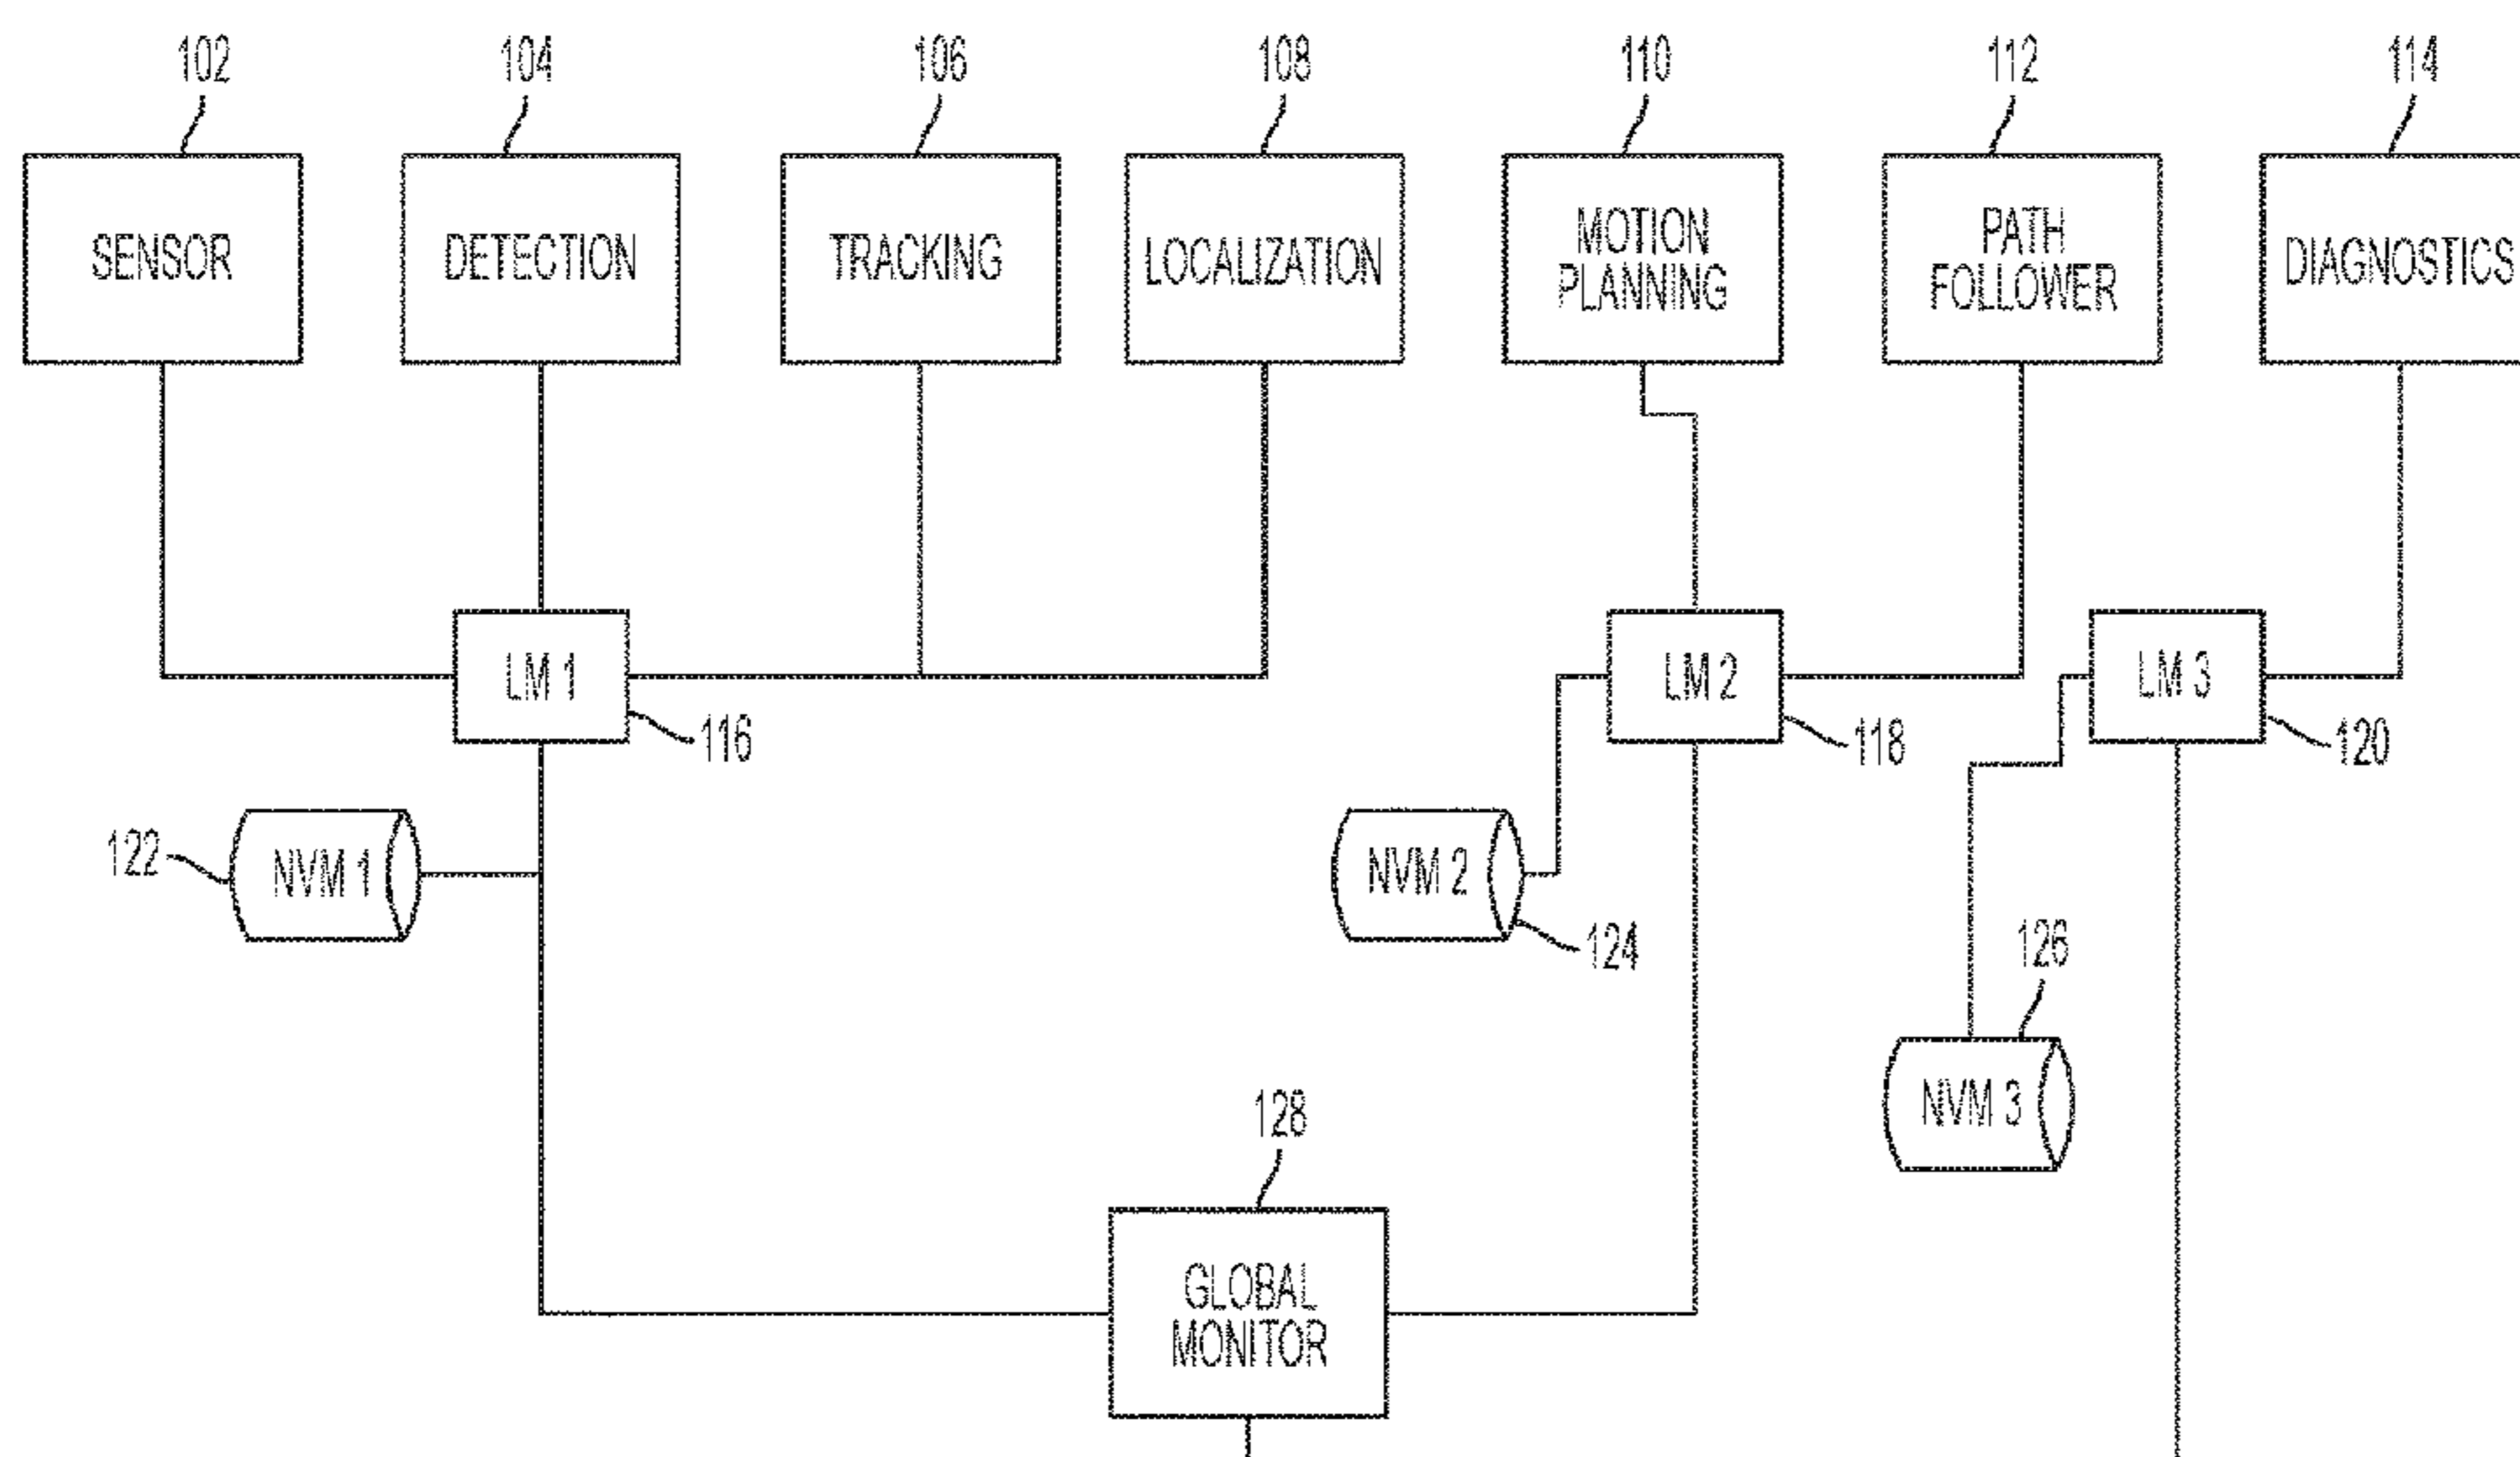 102
104
106
108
110
112
114
SENSOR
DETECTION
TRACKING
LOCALIZATION
MOTION
PLANNING
PATH
FOLLOWER
DIAGNOSTICS
LM 1
116
LM 2
118
LM 3
120
122
NVM 1
NVM 2
124
126
NVM 3
128
GLOBAL
MONITOR